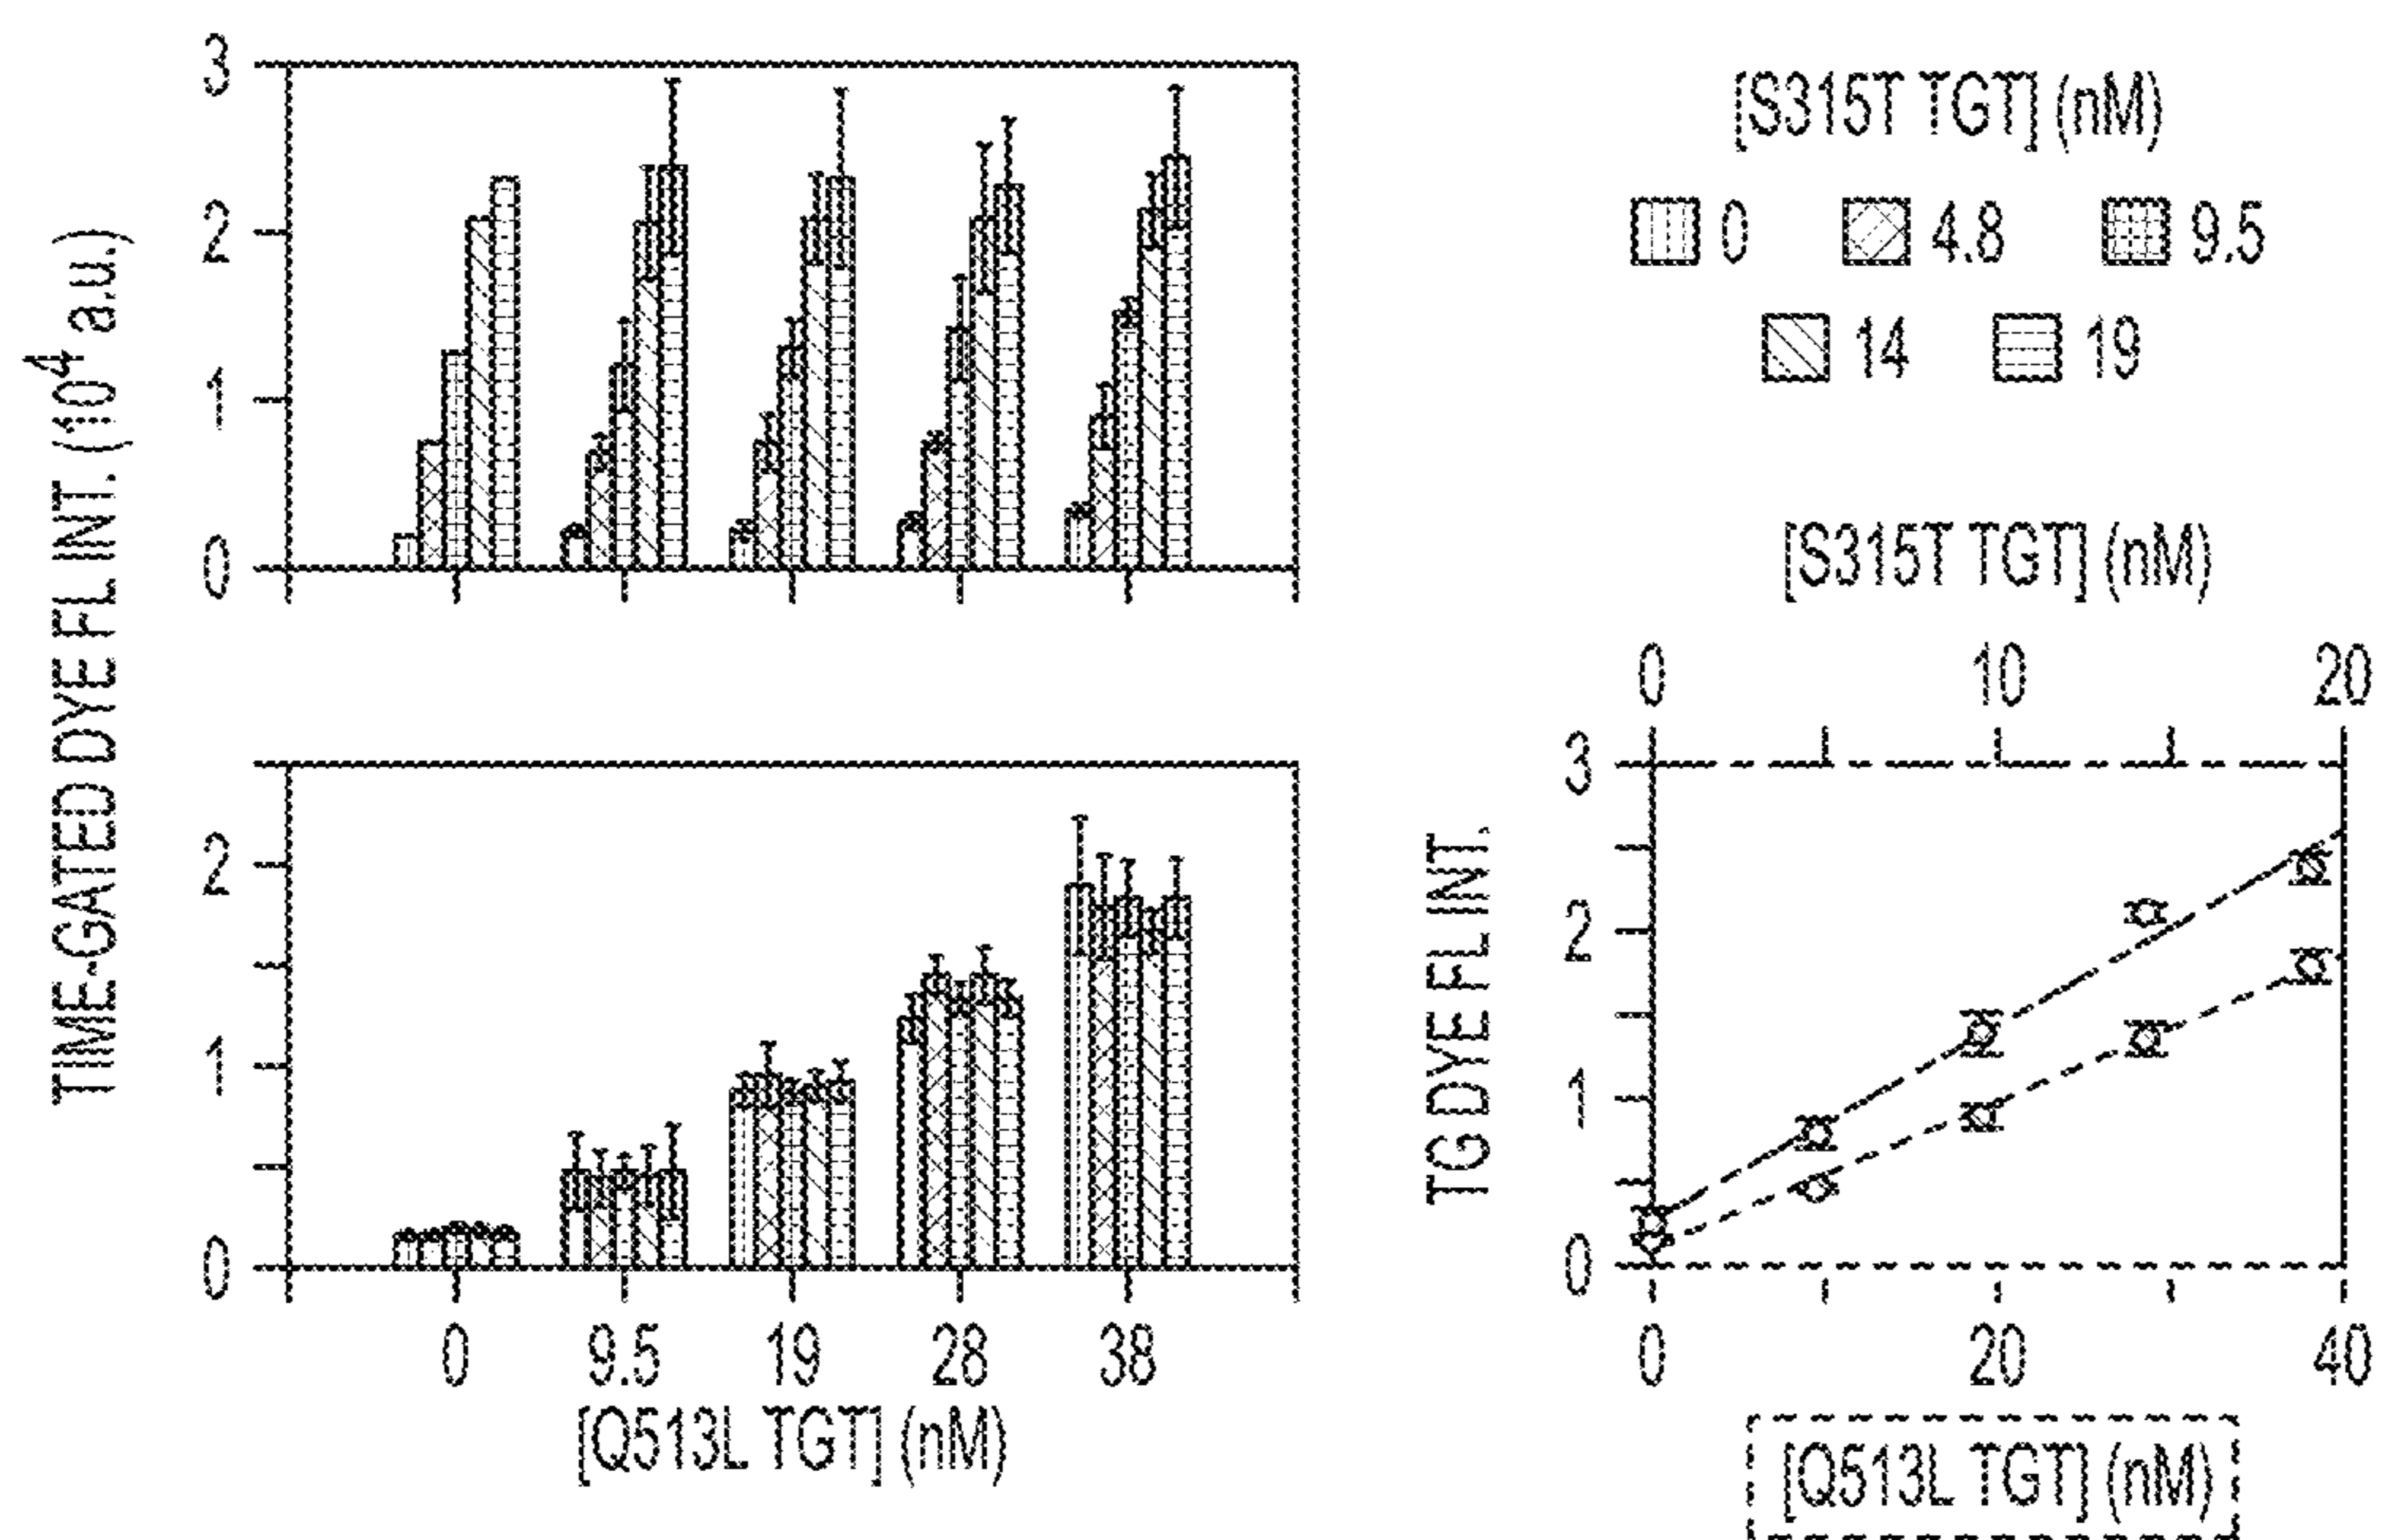 TIME-GATED DYE FL INT. (10^4 a.u.)
3
2
1
0
2
1
0
0 9.5 19 28 38
[Q513L TGT] (nM)
[S315T TGT] (nM)
0 4.8 9.5
14 19
[S315T TGT] (nM)
0 10 20
TG DYE FL INT.
3
2
1
0
0 20 40
[Q513L TGT] (nM)